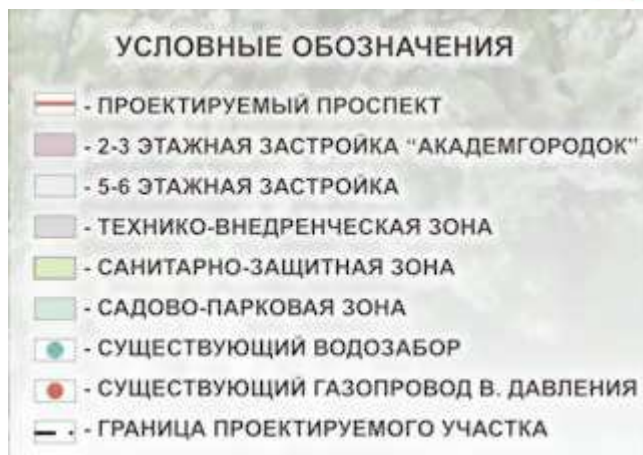 УСЛОВНЫЕ ОБОЗНАЧЕНИЯ
- ПРОЕКТИРУЕМЫЙ ПРОСПЕКТ
- 2-3 ЭТАЖНАЯ ЗАСТРОЙКА "АКАДЕМГОРОДОК"
- 5-6 ЭТАЖНАЯ ЗАСТРОЙКА
- ТЕХНИКО-ВНЕДРЕНЧЕСКАЯ ЗОНА
- САНИТАРНО-ЗАЩИТНАЯ ЗОНА
- САДОВО-ПАРКОВАЯ ЗОНА
- СУЩЕСТВУЮЩИЙ ВОДОЗАБОР
- СУЩЕСТВУЮЩИЙ ГАЗОПРОВОД В. ДАВЛЕНИЯ
- ГРАНИЦА ПРОЕКТИРУЕМОГО УЧАСТКА